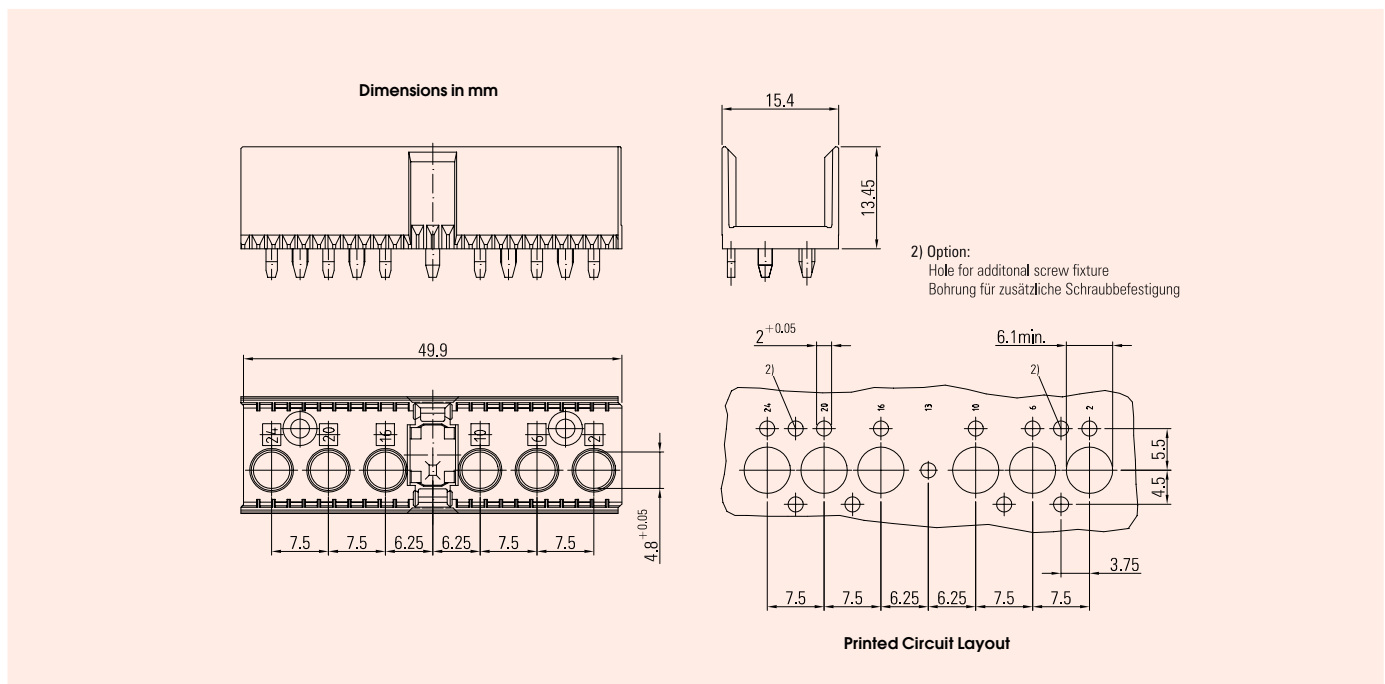 Dimensions in mm
15.4
13.45
2) Option:
Hole for additonal screw fixture
Bohrung für zusätzliche Schraubbefestigung
49.9
24 20 16 10 6 2
4.8+0.05
7.5 7.5 6.25 6.25 7.5 7.5
2+0.05
6.1min.
2) 2)
24 20 16 13 10 6 2
5.5
4.5
3.75
7.5 7.5 6.25 6.25 7.5 7.5
Printed Circuit Layout